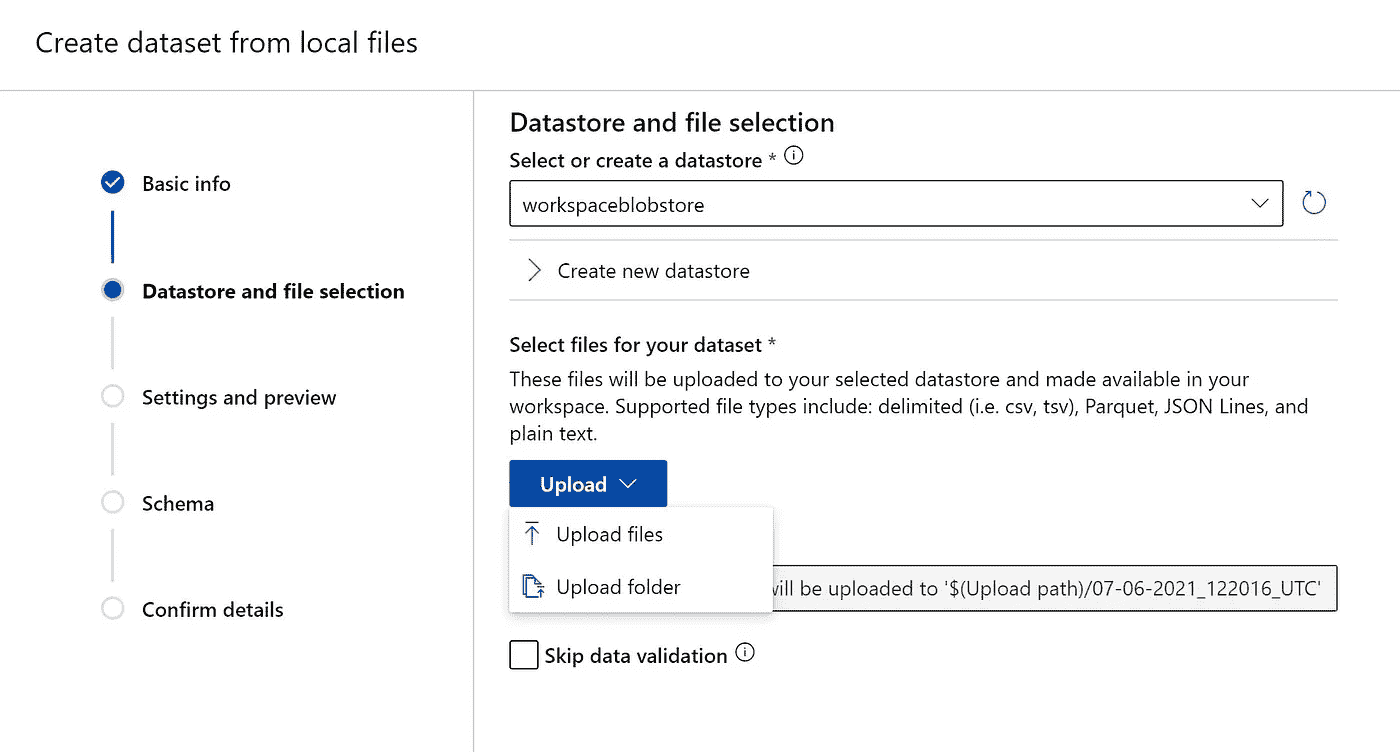 Create dataset from local files
Basic info
Datastore and file selection
Settings and preview
Schema
Confirm details
Datastore and file selection
Select or create a datastore *
workspaceblobstore
Create new datastore
Select files for your dataset *
These files will be uploaded to your selected datastore and made available in your
workspace. Supported file types include: delimited (i.e. csv, tsv), Parquet, JSON Lines, and
plain text.
Upload
Upload files
Upload folder
will be uploaded to '$(Upload path)/07-06-2021_122016_UTC'
Skip data validation